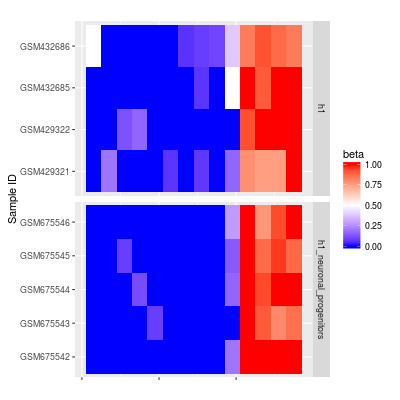 Sample ID
GSM432686
GSM432685
GSM429322
GSM429321
h1
GSM675546
GSM675545
GSM675544
GSM675543
GSM675542
h1_neuronal_progenitors
beta
1.00
0.75
0.50
0.25
0.00